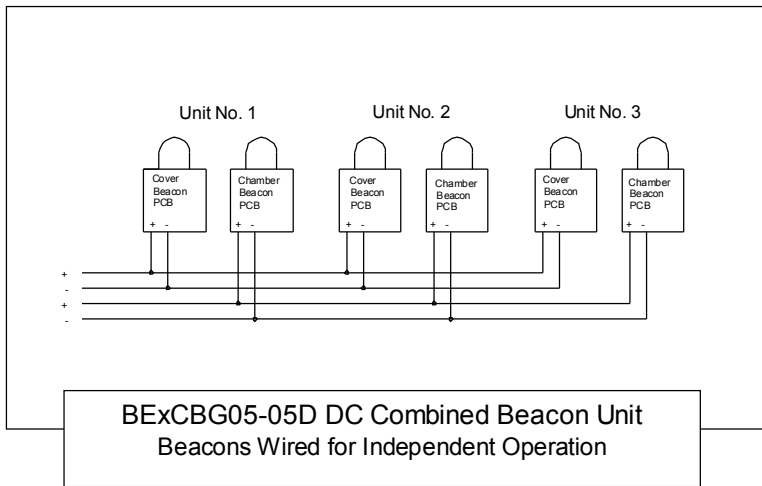 Unit No. 1
Unit No. 2
Unit No. 3
Cover
Beacon
PCB
+ -
Chamber
Beacon
PCB
+ -
Cover
Beacon
PCB
+ -
Chamber
Beacon
PCB
+ -
Cover
Beacon
PCB
+ -
Chamber
Beacon
PCB
+ -
+
-
+
-
BExCBG05-05D DC Combined Beacon Unit
Beacons Wired for Independent Operation